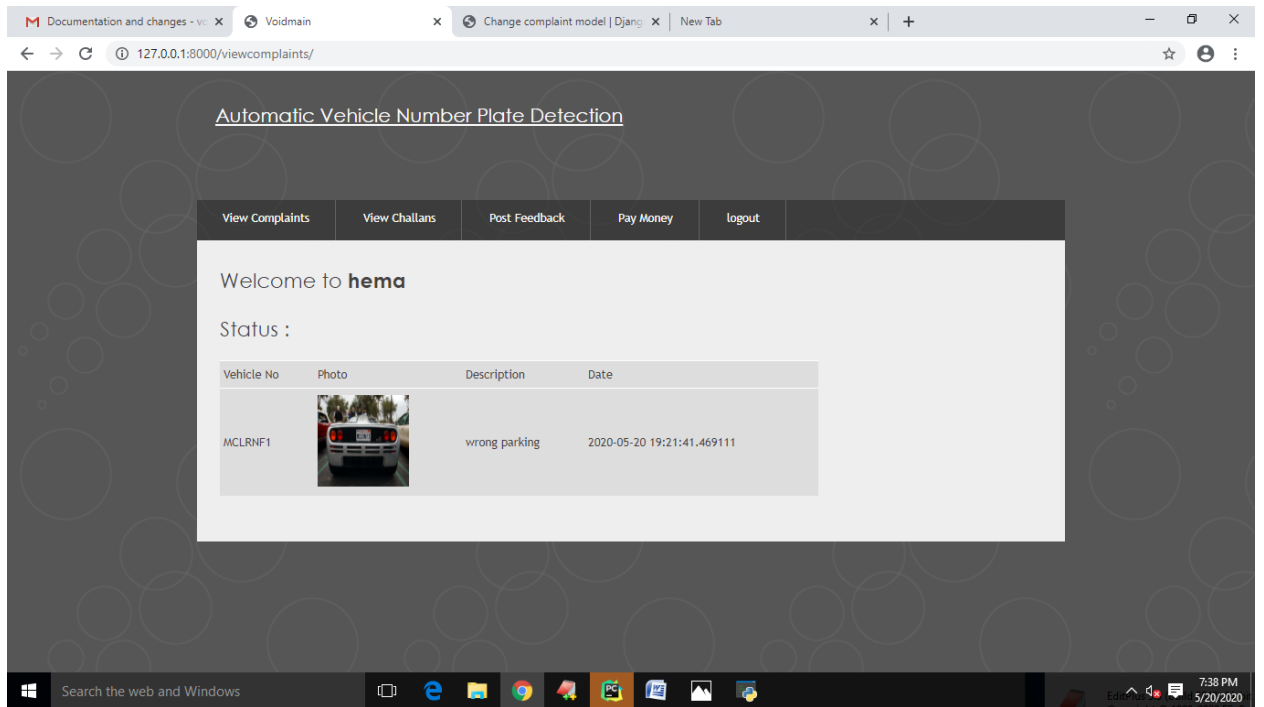 Documentation and changes - vo
Voidmain
Change complaint model | Djang
New Tab
127.0.0.1:8000/viewcomplaints/
Automatic Vehicle Number Plate Detection
View Complaints View Challans Post Feedback Pay Money logout
Welcome to hema
Status :
Vehicle No Photo Description Date
MCLRNF1 wrong parking 2020-05-20 19:21:41.469111
Search the web and Windows
7:38 PM
5/20/2020